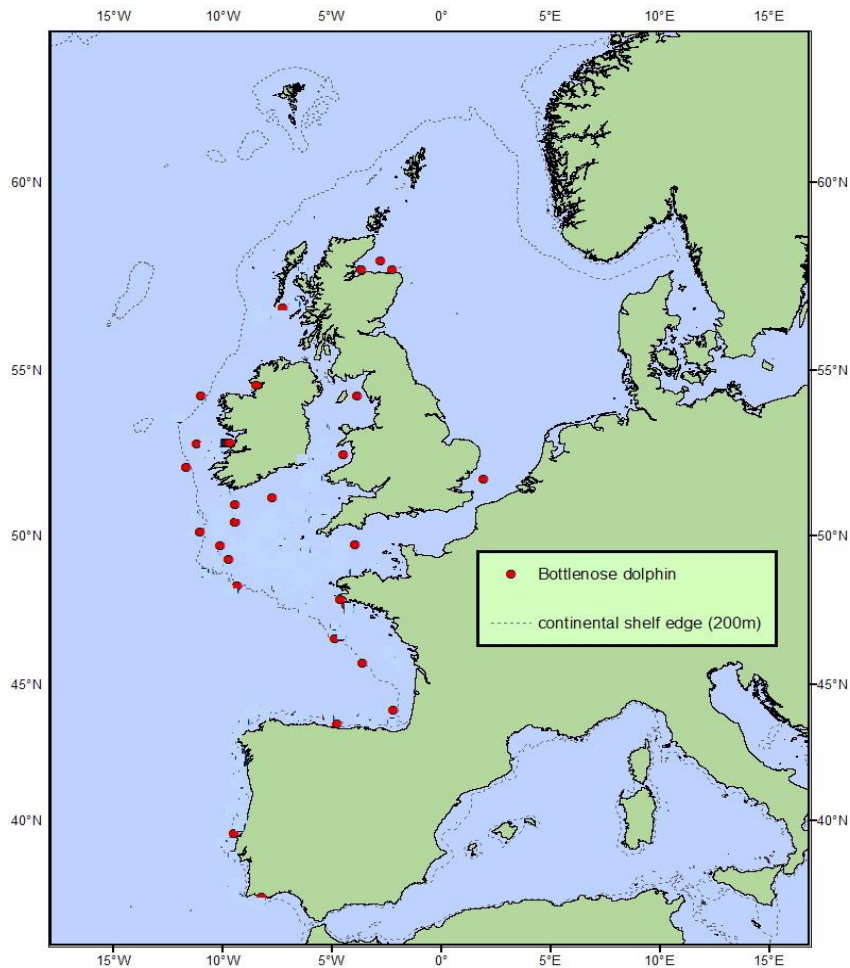 15°W 10°W 5°W 0° 5°E 10°E 15°E
60°N 60°N
55°N 55°N
50°N 50°N
Bottlenose dolphin
continental shelf edge (200m)
45°N 45°N
40°N 40°N
15°W 10°W 5°W 0° 5°E 10°E 15°E